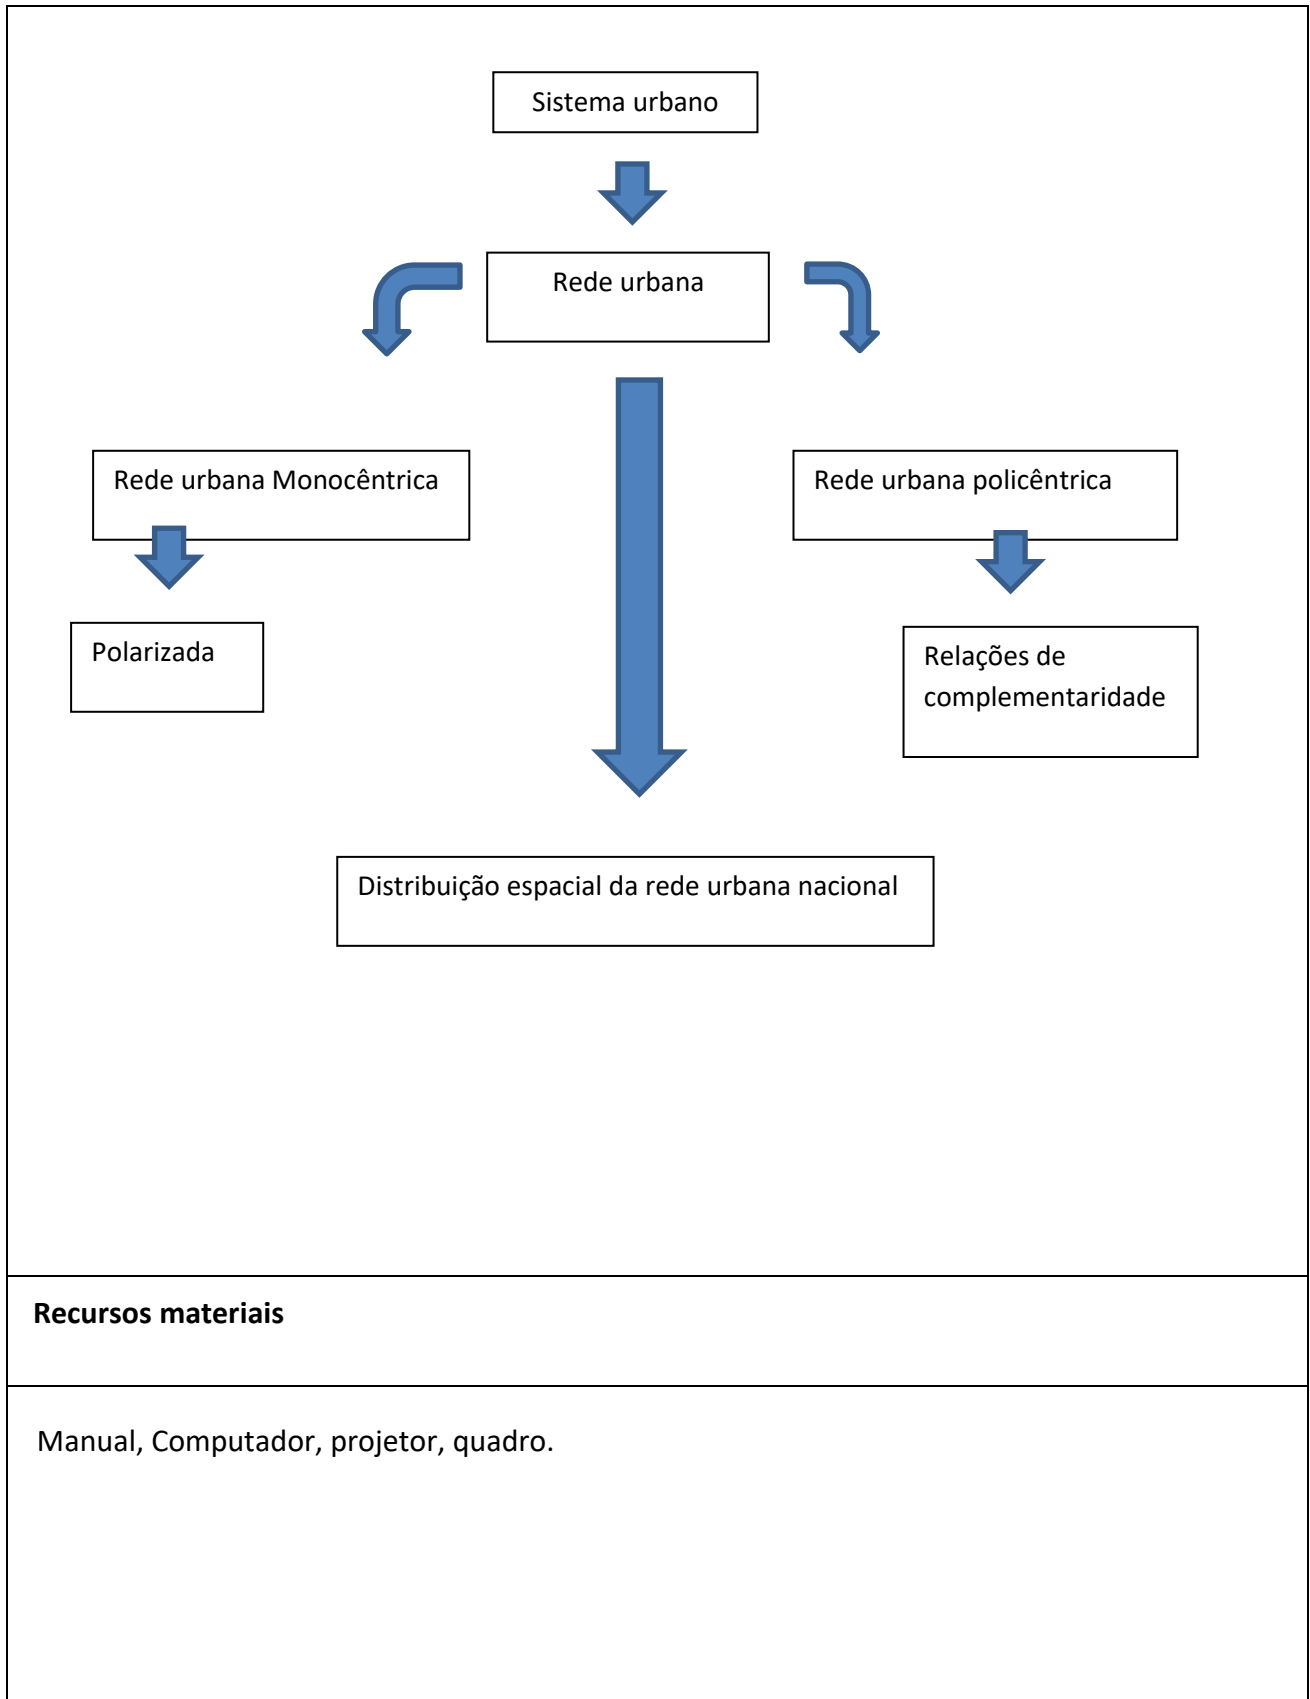 Sistema urbano
Rede urbana
Rede urbana Monocêntrica
Rede urbana policêntrica
Polarizada
Relações de
complementaridade
Distribuição espacial da rede urbana nacional
Recursos materiais
Manual, Computador, projetor, quadro.